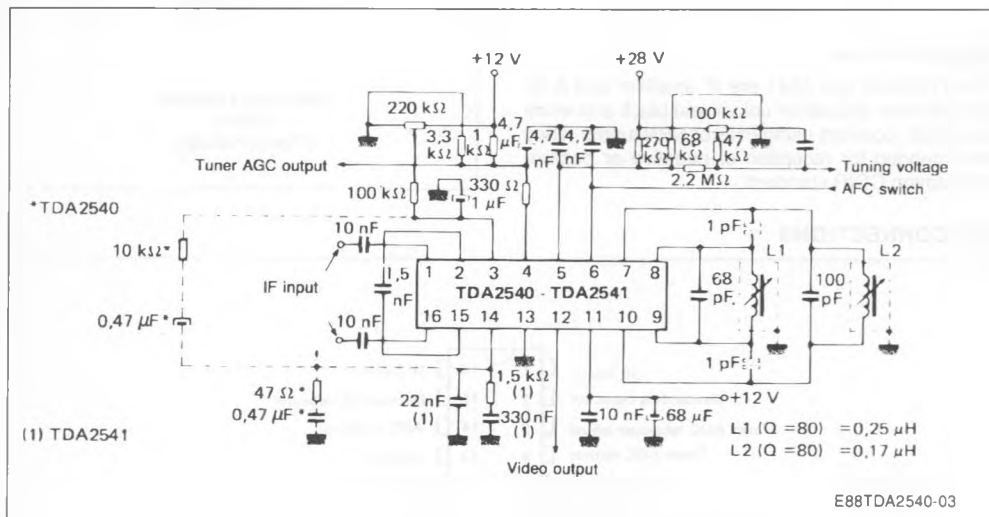 +12 V
+28 V
220 kΩ
3,3 kΩ
1 kΩ
4,7 µF
4,7 nF
4,7 nF
100 kΩ
270 kΩ
68 kΩ
47 kΩ
2.2 MΩ
Tuner AGC output
Tuning voltage
AFC switch
100 kΩ
330 Ω
1 µF
*TDA2540
10 kΩ*
0,47 µF*
10 nF
1,5 nF
IF input
10 nF
1 2 3 4 5 6 7 8
TDA2540 - TDA2541
16 15 14 13 12 11 10 9
1 pF
L1
L2
68 pF
100 pF
1 pF
47 Ω*
0,47 µF*
22 nF (1)
1,5 kΩ (1)
330 nF (1)
10 nF
68 µF
+12 V
(1) TDA2541
Video output
L1 (Q =80) =0,25 µH
L2 (Q =80) =0,17 µH
E88TDA2540-03